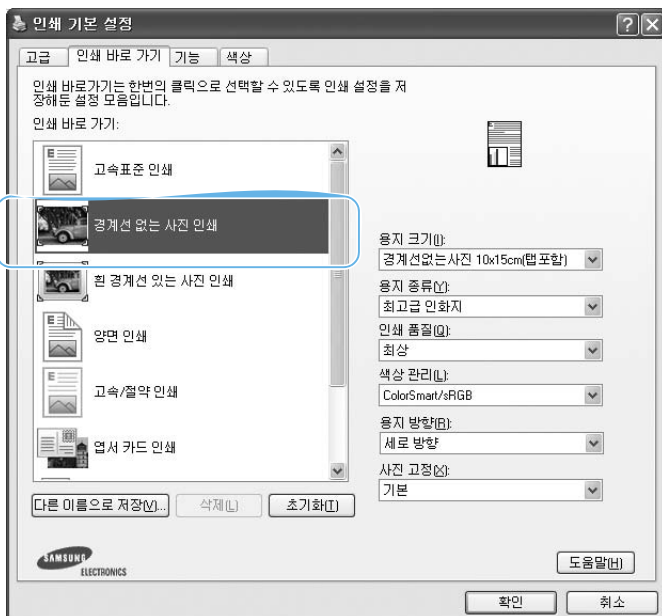 인쇄 기본 설정
고급
인쇄 바로 가기
기능
색상
인쇄 바로가기는 한번의 클릭으로 선택할 수 있도록 인쇄 설정을 저
장해둔 설정 모음입니다.
인쇄 바로 가기:
고속표준 인쇄
경계선 없는 사진 인쇄
흰 경계선 있는 사진 인쇄
양면 인쇄
고속/절약 인쇄
엽서 카드 인쇄
다른 이름으로 저장(V)...
삭제(L)
초기화(T)
용지 크기(I):
경계선없는사진 10x15cm(탭포함)
용지 종류(Y):
최고급 인화지
인쇄 품질(Q):
최상
색상 관리(L):
ColorSmart/sRGB
용지 방향(R):
세로 방향
사진 고정(X):
기본
SAMSUNG
ELECTRONICS
도움말(H)
확인
취소